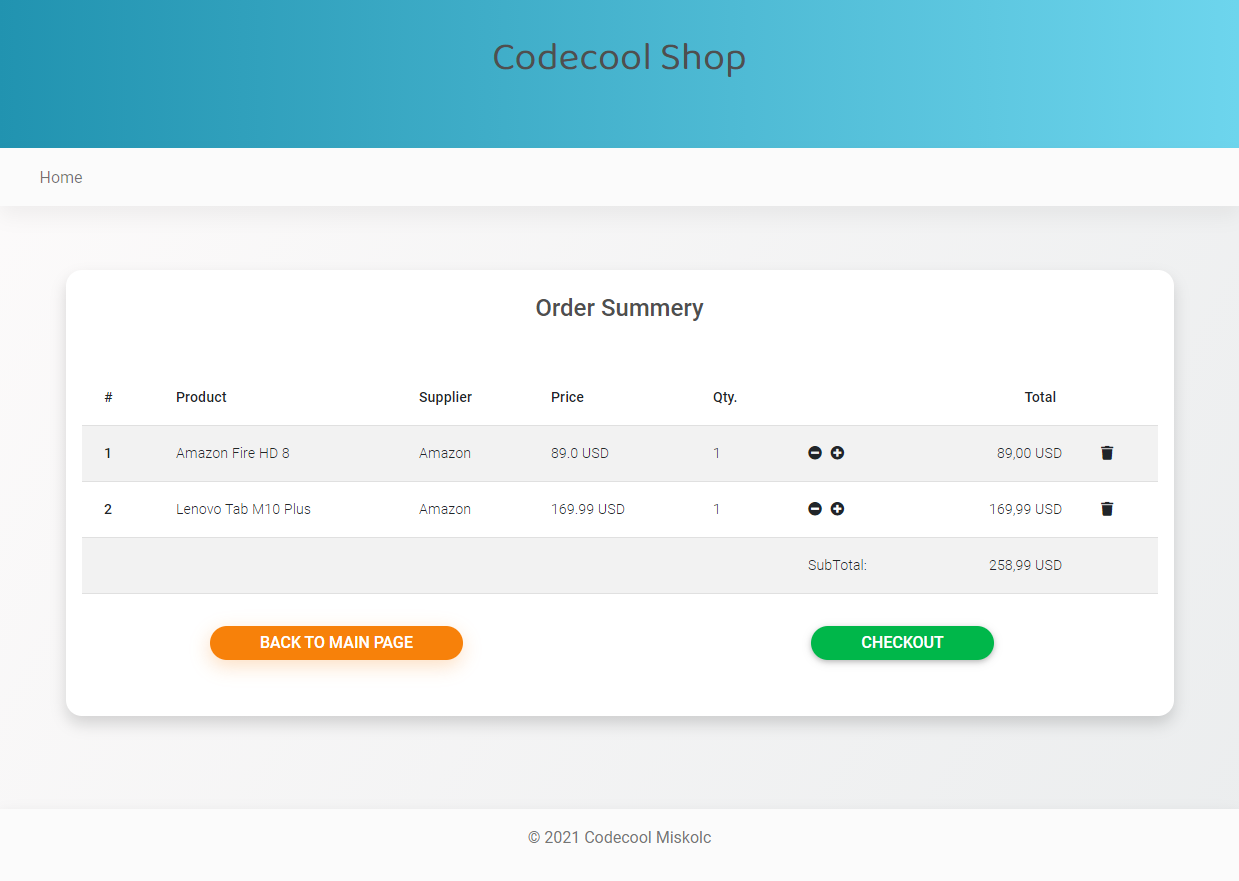 Codecool Shop
Home
Order Summery
# Product Supplier Price Qty. Total
1 Amazon Fire HD 8 Amazon 89.0 USD 1 89,00 USD
2 Lenovo Tab M10 Plus Amazon 169.99 USD 1 169,99 USD
SubTotal: 258,99 USD
BACK TO MAIN PAGE CHECKOUT
© 2021 Codecool Miskolc